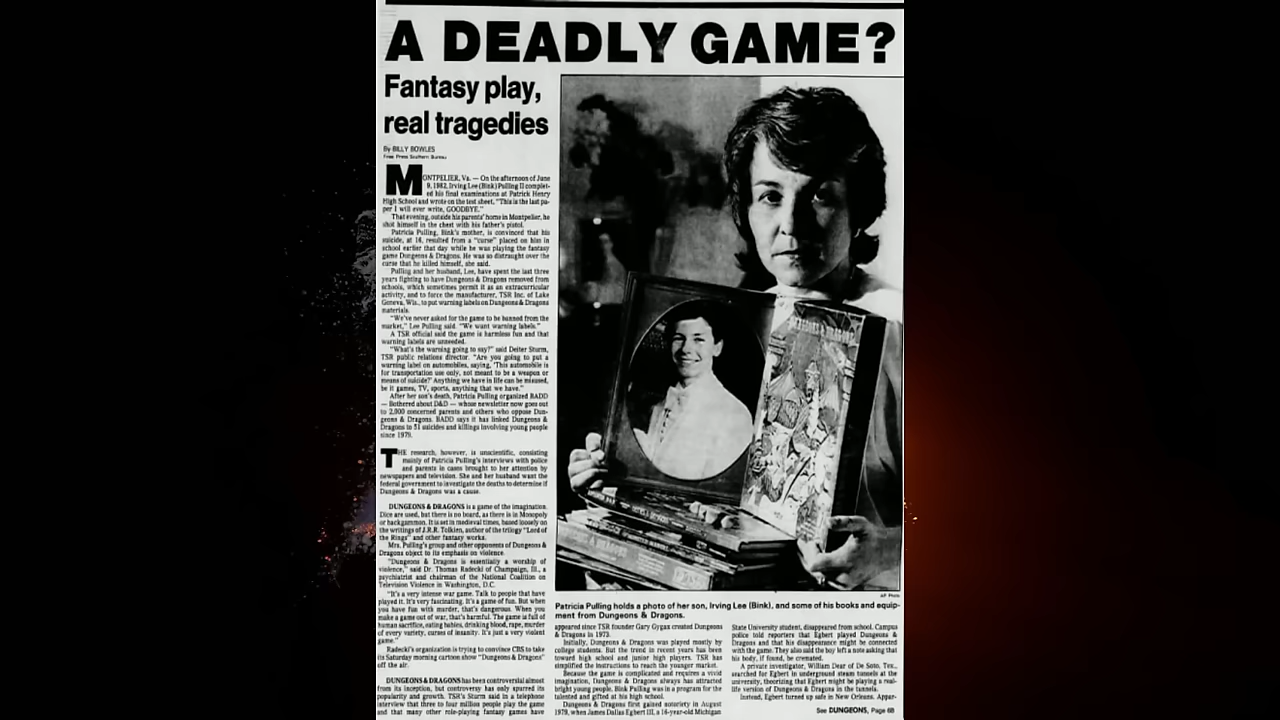 A DEADLY GAME?
Fantasy play,
real tragedies
By BILLY BOWLES
Free Press Southern Bureau
MONTPELIER, Va. — On the afternoon of June
9, 1982, Irving Lee (Bink) Pulling II complet-
ed his final examinations at Patrick Henry
High School and wrote on the test sheet, "This is the last pa-
per I will ever write, GOODBYE."
That evening, outside his parents' home in Montpelier, he
shot himself in the chest with his father's pistol.
Patricia Pulling, Bink's mother, is convinced that his
suicide, at 16, resulted from a "curse" placed on him in
school earlier that day while he was playing the fantasy
game Dungeons & Dragons. He was so distraught over the
curse that he killed himself, she said.
Pulling and her husband, Lee, have spent the last three
years fighting to have Dungeons & Dragons removed from
schools, which sometimes permit it as an extracurricular
activity, and to force the manufacturer, TSR Inc. of Lake
Geneva, Wis., to put warning labels on Dungeons & Dragons
materials.
"We've never asked for the game to be banned from the
market," Lee Pulling said. "We want warning labels."
A TSR official said the game is harmless fun and that
warning labels are unneeded.
"What's the warning going to say?" said Deiter Sturm,
TSR public relations director. "Are you going to put a
warning label on automobiles, saying, 'This automobile is
for transportation use only, not meant to be a weapon or
means of suicide?' Anything we have in life can be misused,
be it games, TV, sports, anything that we have."
After her son's death, Patricia Pulling organized BADD
— Bothered about D&D — whose newsletter now goes out
to 2,000 concerned parents and others who oppose Dun-
geons & Dragons. BADD says it has linked Dungeons &
Dragons to 51 suicides and killings involving young people
since 1979.
THE research, however, is unscientific, consisting
mainly of Patricia Pulling's interviews with police
and parents in cases brought to her attention by
newspapers and television. She and her husband want the
federal government to investigate the deaths to determine if
Dungeons & Dragons was a cause.
DUNGEONS & DRAGONS is a game of the imagination.
Dice are used, but there is no board, as there is in Monopoly
or backgammon. It is set in medieval times, based loosely on
the writings of J.R.R. Tolkien, author of the trilogy "Lord of
the Rings" and other fantasy works.
Mrs. Pulling's group and other opponents of Dungeons &
Dragons object to its emphasis on violence.
"Dungeons & Dragons is essentially a worship of
violence," said Dr. Thomas Radecki of Champaign, Ill., a
psychiatrist and chairman of the National Coalition on
Television Violence in Washington, D.C.
"It's a very intense war game. Talk to people that have
played it. It's very fascinating. It's a game of fun. But when
you have fun with murder, that's dangerous. When you
make a game out of war, that's harmful. The game is full of
human sacrifice, eating babies, drinking blood, rape, murder
of every variety, curses of insanity. It's just a very violent
game."
Radecki's organization is trying to convince CBS to take
its Saturday morning cartoon show "Dungeons & Dragons"
off the air.
DUNGEONS & DRAGONS has been controversial almost
from its inception, but controversy has only spurred its
popularity and growth. TSR's Sturm said in a telephone
interview that three to four million people play the game
and that many other role-playing fantasy games have
AP Photo
Patricia Pulling holds a photo of her son, Irving Lee (Bink), and some of his books and equip-
ment from Dungeons & Dragons.
appeared since TSR founder Gary Gygax created Dungeons
& Dragons in 1973.
Initially, Dungeons & Dragons was played mostly by
college students. But the trend in recent years has been
toward high school and junior high players. TSR has
simplified the instructions to reach the younger market.
Because the game is complicated and requires a vivid
imagination, Dungeons & Dragons always has attracted
bright young people. Bink Pulling was in a program for the
talented and gifted at his high school.
Dungeons & Dragons first gained notoriety in August
1979, when James Dallas Egbert III, a 16-year-old Michigan
State University student, disappeared from school. Campus
police told reporters that Egbert played Dungeons &
Dragons and that his disappearance might be connected
with the game. They also said the boy left a note asking that
his body, if found, be cremated.
A private investigator, William Dear of De Soto, Tex.,
searched for Egbert in underground steam tunnels at the
university, theorizing that Egbert might be playing a real-
life version of Dungeons & Dragons in the tunnels.
Instead, Egbert turned up safe in New Orleans. Appar-
See DUNGEONS, Page 6B